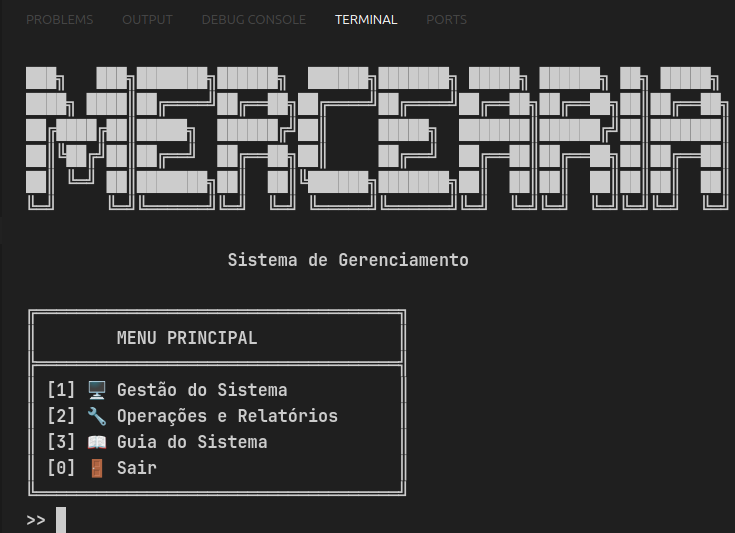 PROBLEMS OUTPUT DEBUG CONSOLE TERMINAL PORTS
MERCEARIA
Sistema de Gerenciamento
MENU PRINCIPAL
[1] 🖥️ Gestão do Sistema
[2] 🔧 Operações e Relatórios
[3] 📖 Guia do Sistema
[0] 🚪 Sair
>>